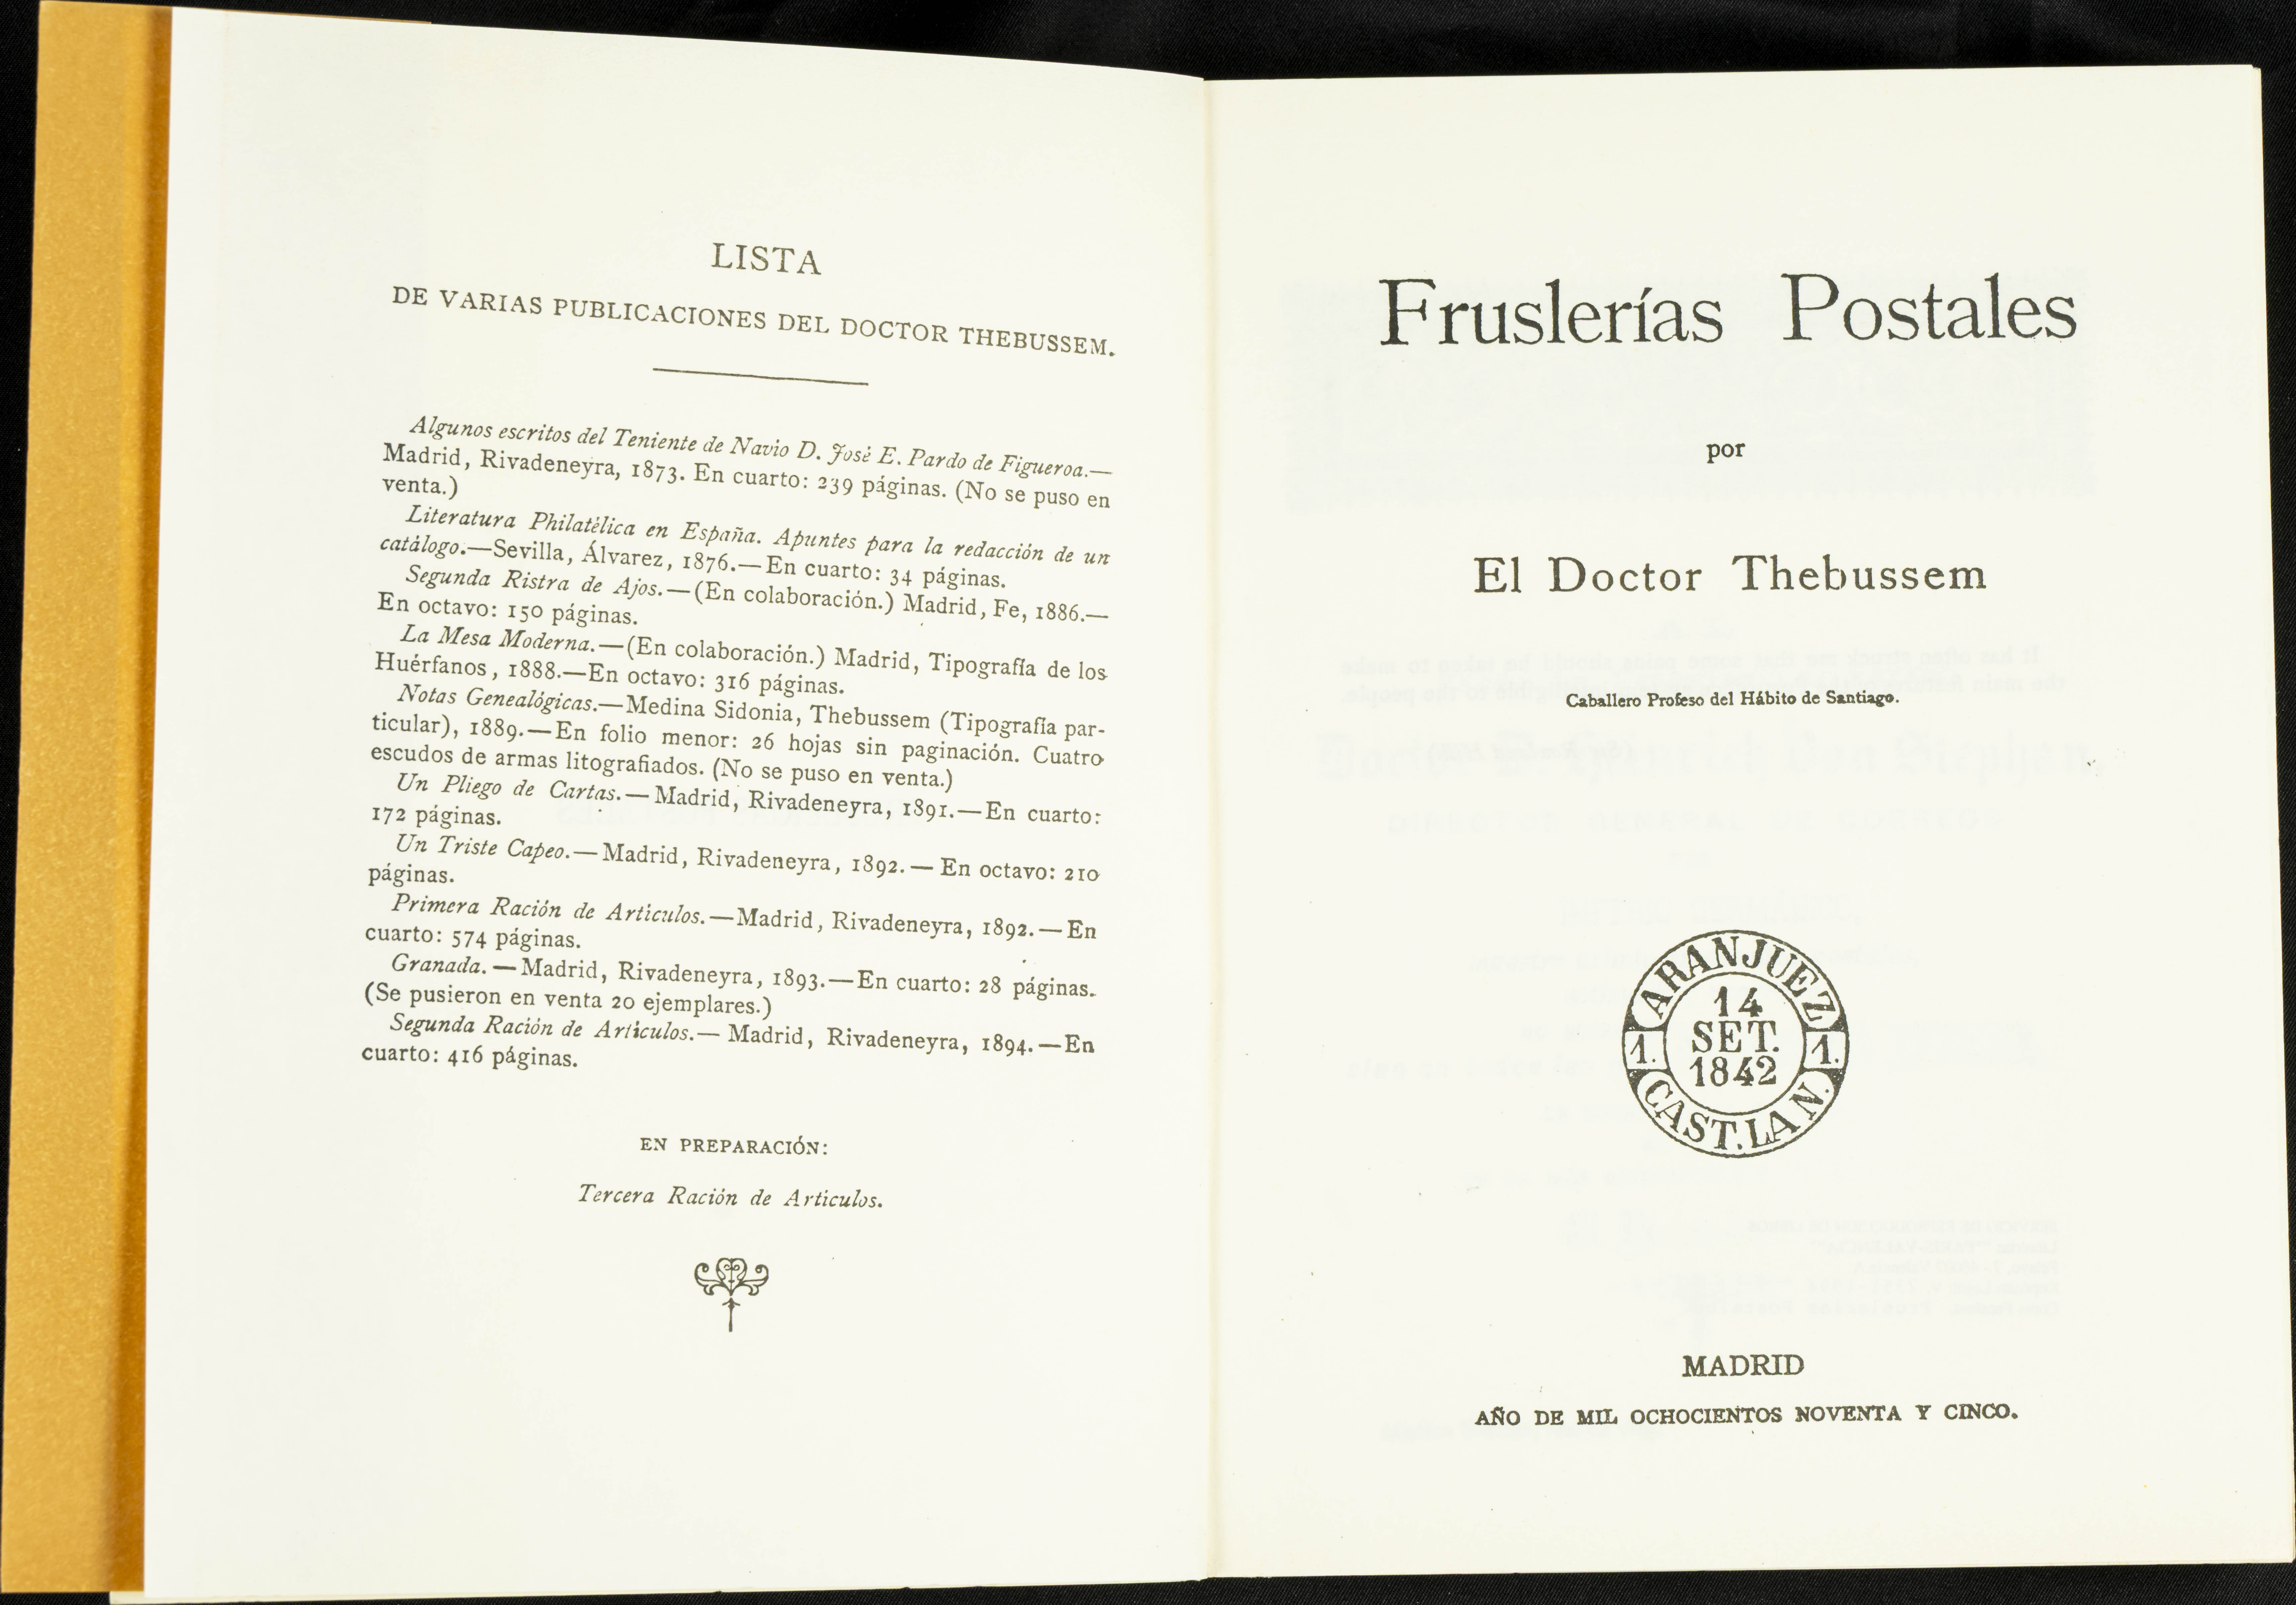 LISTA
DE VARIAS PUBLICACIONES DEL DOCTOR THEBUSSEM.
Algunos escritos del Teniente de Navio D. José E. Pardo de Figueroa.—
Madrid, Rivadeneyra, 1873. En cuarto: 239 páginas. (No se puso en
venta.)
Literatura Philatélica en España. Apuntes para la redacción de un
catálogo.—Sevilla, Álvarez, 1876.—En cuarto: 34 páginas.
Segunda Ristra de Ajos.—(En colaboración.) Madrid, Fe, 1886.—
En octavo: 150 páginas.
La Mesa Moderna.—(En colaboración.) Madrid, Tipografía de los
Huérfanos, 1888.—En octavo: 316 páginas.
Notas Genealógicas.—Medina Sidonia, Thebussem (Tipografía par-
ticular), 1889.—En folio menor: 26 hojas sin paginación. Cuatro
escudos de armas litografiados. (No se puso en venta.)
Un Pliego de Cartas.—Madrid, Rivadeneyra, 1891.—En cuarto:
172 páginas.
Un Triste Capeo.—Madrid, Rivadeneyra, 1892.—En octavo: 210
páginas.
Primera Ración de Articulos.—Madrid, Rivadeneyra, 1892.—En
cuarto: 574 páginas.
Granada.—Madrid, Rivadeneyra, 1893.—En cuarto: 28 páginas.
(Se pusieron en venta 20 ejemplares.)
Segunda Ración de Articulos.—Madrid, Rivadeneyra, 1894.—En
cuarto: 416 páginas.
EN PREPARACIÓN:
Tercera Ración de Articulos.
Fruslerías Postales
por
El Doctor Thebussem
Caballero Profeso del Hábito de Santiago.
ARANJUEZ
14
SET.
1842
1. 1.
CAST. LA N.
MADRID
AÑO DE MIL OCHOCIENTOS NOVENTA Y CINCO.